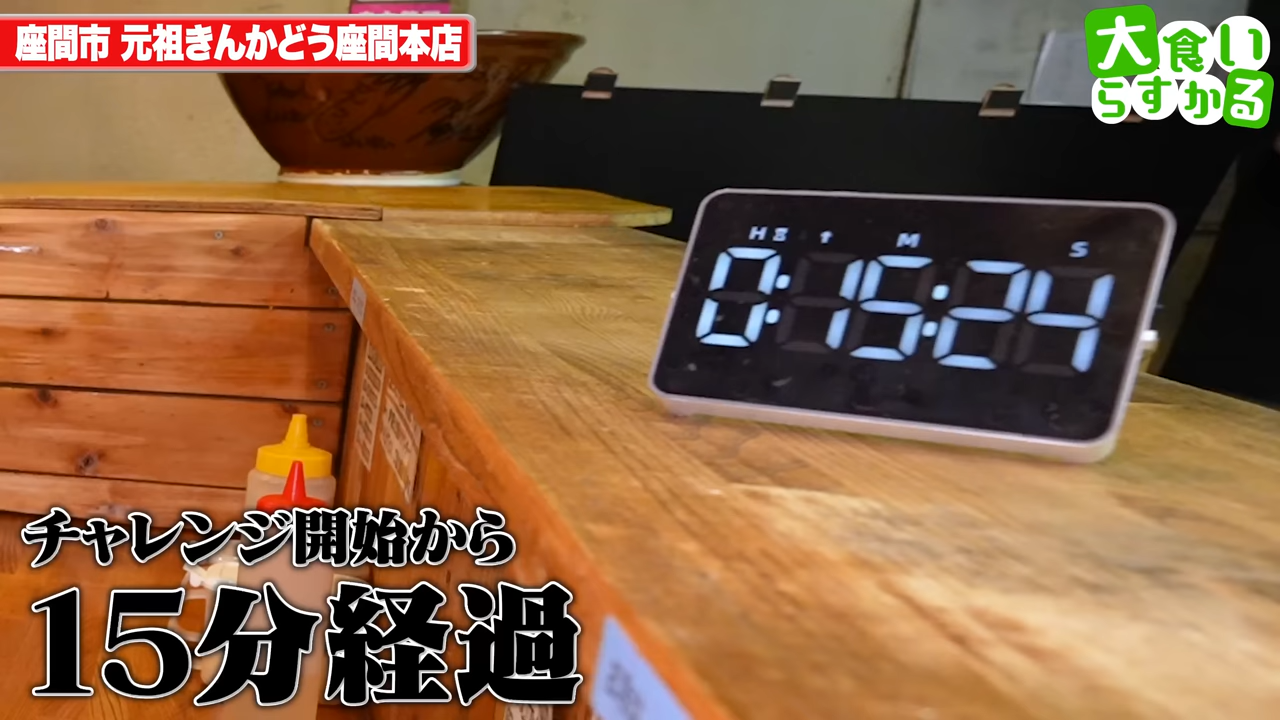 座間市 元祖きんかどう座間本店
大食い
らすかる
H M S
0:15:24
チャレンジ開始から
15分経過